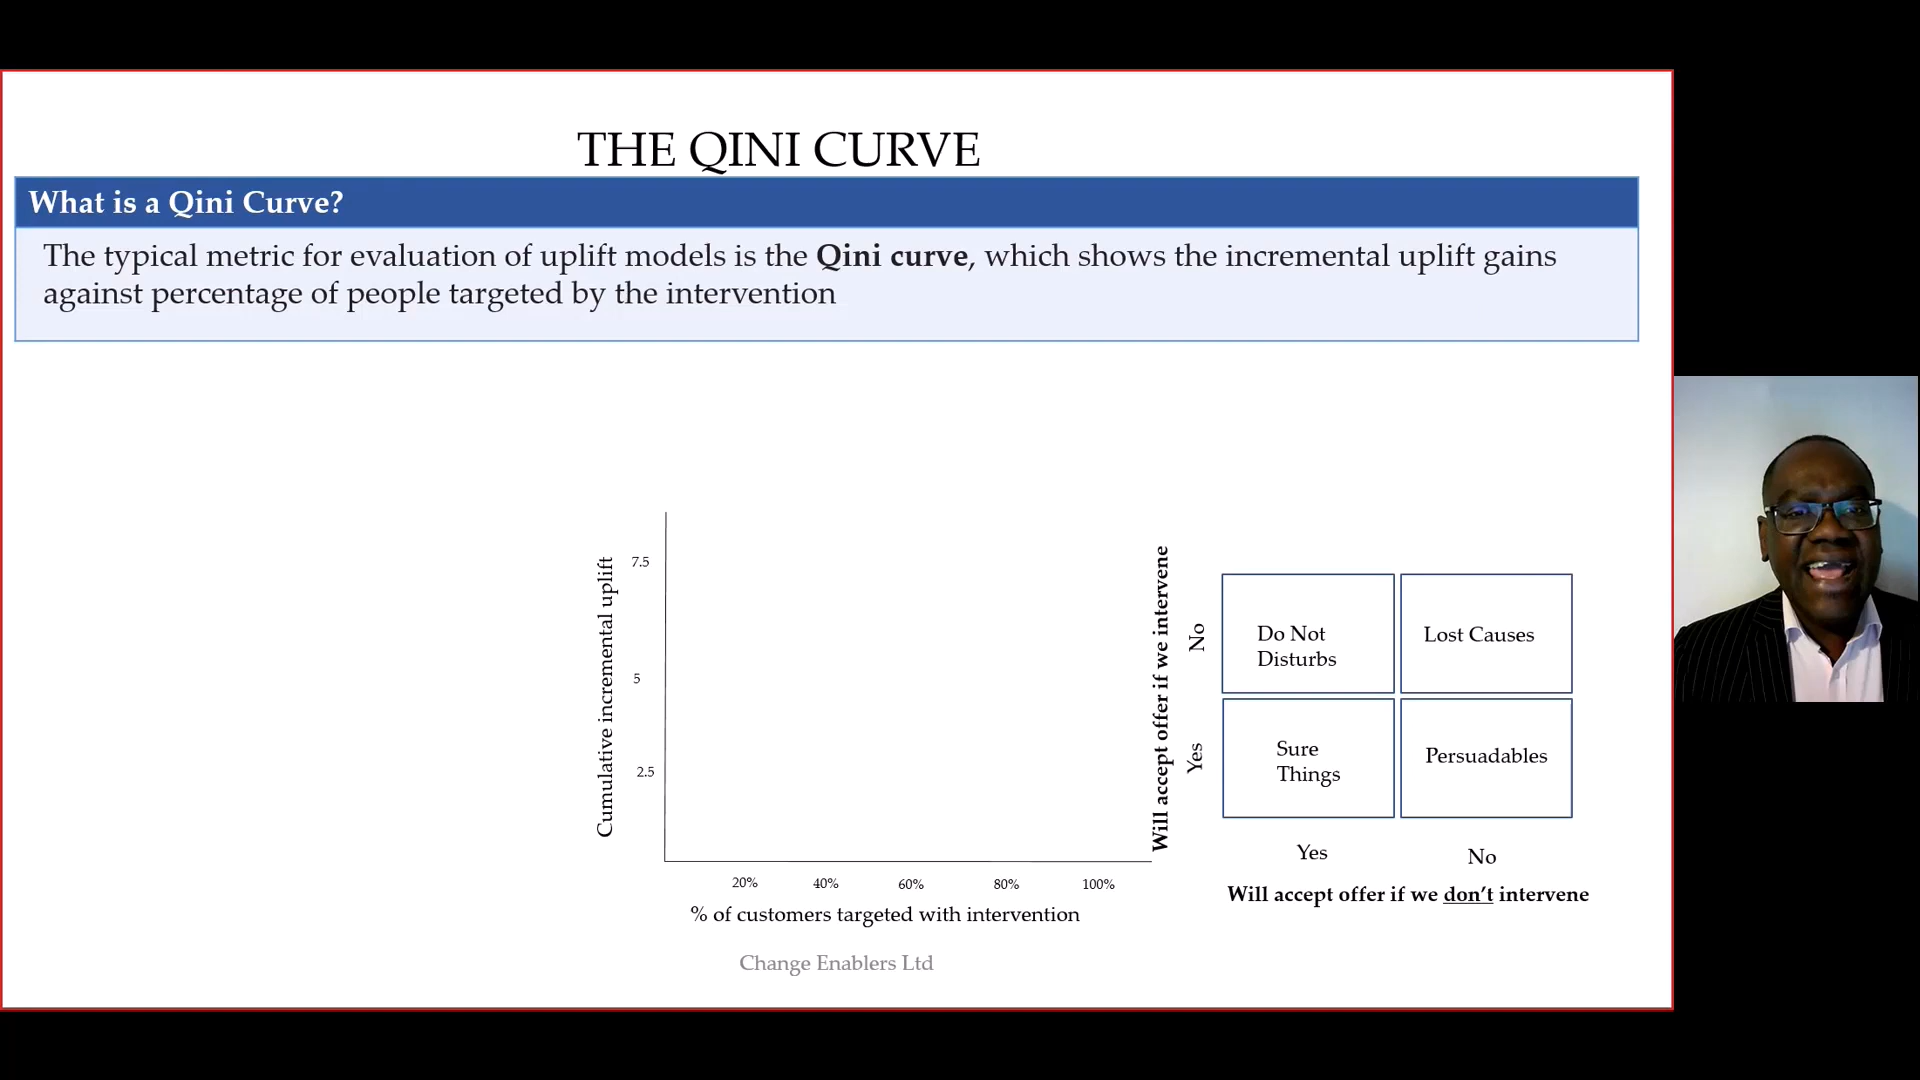 THE QINI CURVE
What is a Qini Curve?
The typical metric for evaluation of uplift models is the Qini curve, which shows the incremental uplift gains
against percentage of people targeted by the intervention
Cumulative incremental uplift
7.5
5
2.5
20%
40%
60%
80%
100%
% of customers targeted with intervention
Will accept offer if we intervene
No
Yes
Do Not
Disturbs
Lost Causes
Sure
Things
Persuadables
Yes
No
Will accept offer if we don't intervene
Change Enablers Ltd